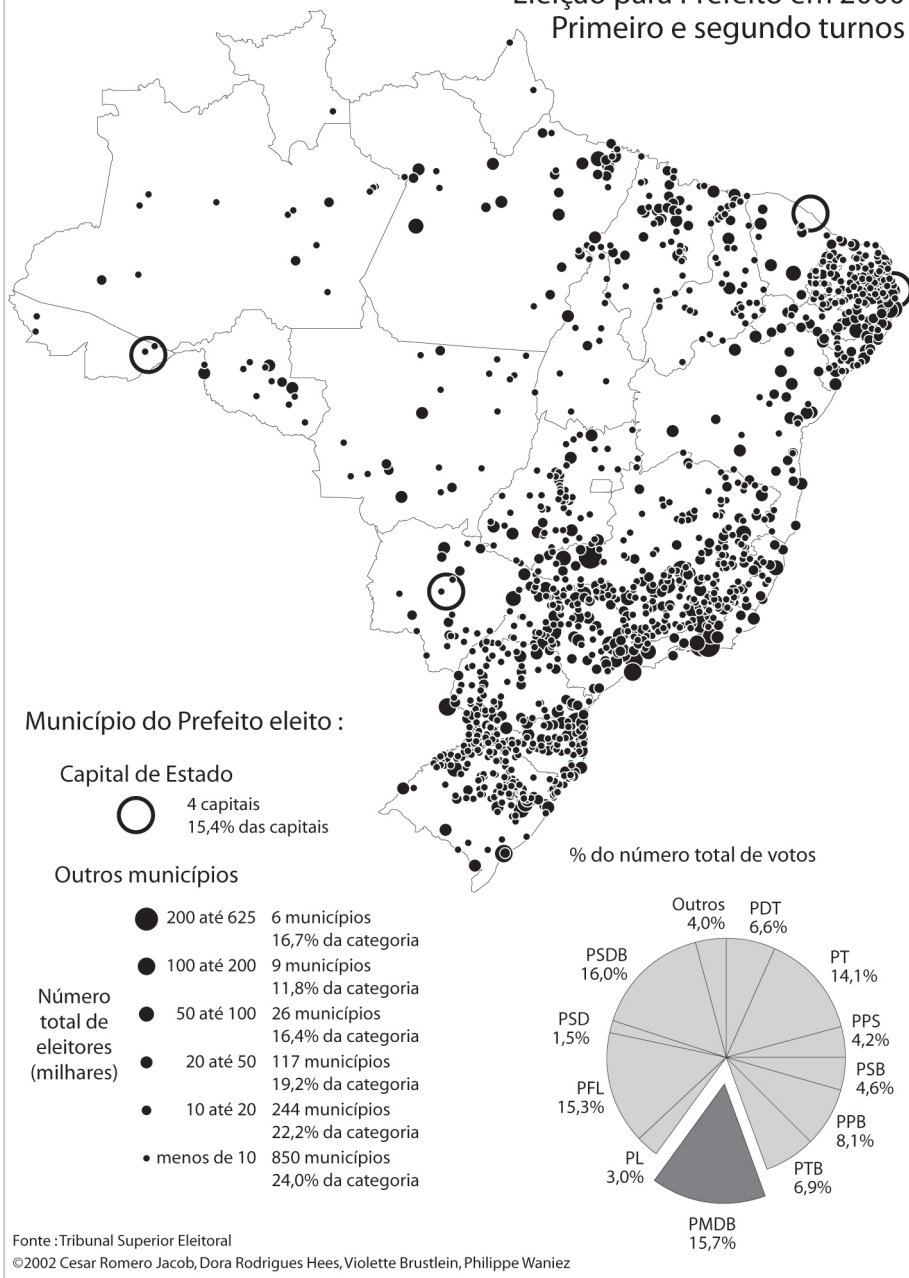 Eleição para Prefeito em 2000
Primeiro e segundo turnos
Município do Prefeito eleito :
Capital de Estado
4 capitais
15,4% das capitais
Outros municípios
Número
total de
eleitores
(milhares)
200 até 625 6 municípios
16,7% da categoria
100 até 200 9 municípios
11,8% da categoria
50 até 100 26 municípios
16,4% da categoria
20 até 50 117 municípios
19,2% da categoria
10 até 20 244 municípios
22,2% da categoria
menos de 10 850 municípios
24,0% da categoria
% do número total de votos
Outros
4,0%
PDT
6,6%
PT
14,1%
PPS
4,2%
PSB
4,6%
PPB
8,1%
PTB
6,9%
PMDB
15,7%
PL
3,0%
PFL
15,3%
PSD
1,5%
PSDB
16,0%
Fonte : Tribunal Superior Eleitoral
©2002 Cesar Romero Jacob, Dora Rodrigues Hees, Violette Brustlein, Philippe Waniez